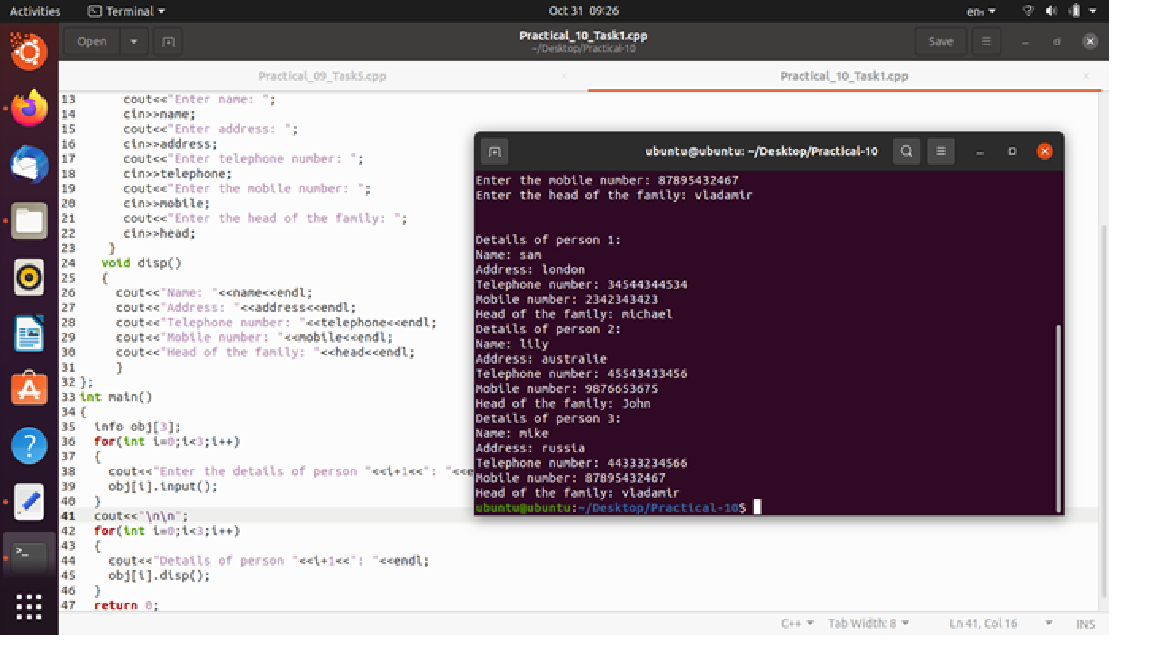 Activities
Terminal
Oct 31 09:26
en₁
Open
Practical_10_Task1.cpp
~/Desktop/Practical-10
Save
Practical_09_Task5.cpp
Practical_10_Task1.cpp
13 cout<<"Enter name: ";
14 cin>>name;
15 cout<<"Enter address: ";
16 cin>>address;
17 cout<<"Enter telephone number: ";
18 cin>>telephone;
19 cout<<"Enter the mobile number: ";
20 cin>>mobile;
21 cout<<"Enter the head of the family: ";
22 cin>>head;
23 }
24 void disp()
25 {
26 cout<<"Name: "<<name<<endl;
27 cout<<"Address: "<<address<<endl;
28 cout<<"Telephone number: "<<telephone<<endl;
29 cout<<"Mobile number: "<<mobile<<endl;
30 cout<<"Head of the family: "<<head<<endl;
31 }
32 };
33 int main()
34 {
35 info obj[3];
36 for(int i=0;i<3;i++)
37 {
38 cout<<"Enter the details of person "<<i+1<<": "<<e
39 obj[i].input();
40 }
41 cout<<"\n\n";
42 for(int i=0;i<3;i++)
43 {
44 cout<<"Details of person "<<i+1<<": "<<endl;
45 obj[i].disp();
46 }
47 return 0;
ubuntu@ubuntu: ~/Desktop/Practical-10
Enter the mobile number: 87895432467
Enter the head of the family: vladamir
Details of person 1:
Name: sam
Address: london
Telephone number: 34544344534
Mobile number: 2342343423
Head of the family: michael
Details of person 2:
Name: lily
Address: australie
Telephone number: 45543433456
Mobile number: 9876653675
Head of the family: John
Details of person 3:
Name: mike
Address: russia
Telephone number: 44333234566
Mobile number: 87895432467
Head of the family: vladamir
ubuntu@ubuntu:~/Desktop/Practical-10$
C++
Tab Width: 8
Ln 41, Col 16
INS